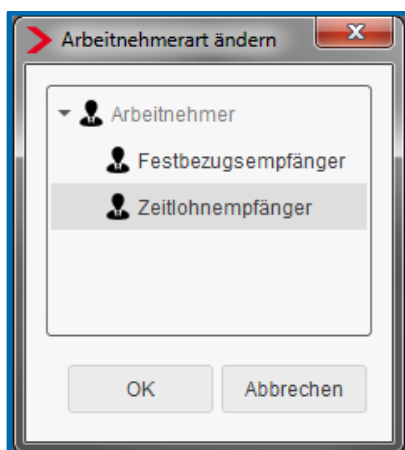 Arbeitnehmerart ändern
Arbeitnehmer
Festbezugsempfänger
Zeitlohnempfänger
OK Abbrechen